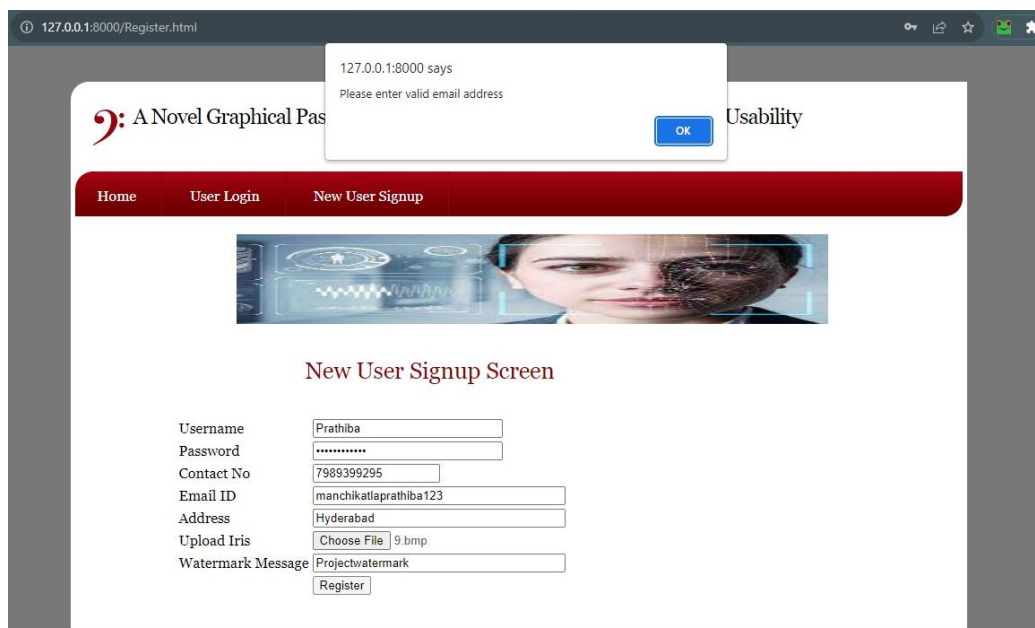 127.0.0.1:8000/Register.html
127.0.0.1:8000 says
Please enter valid email address
OK
A Novel Graphical Pas Usability
Home User Login New User Signup
New User Signup Screen
Username Prathiba
Password ••••••••••••
Contact No 7989399295
Email ID manchikatlaprathiba123
Address Hyderabad
Upload Iris Choose File 9.bmp
Watermark Message Projectwatermark
Register